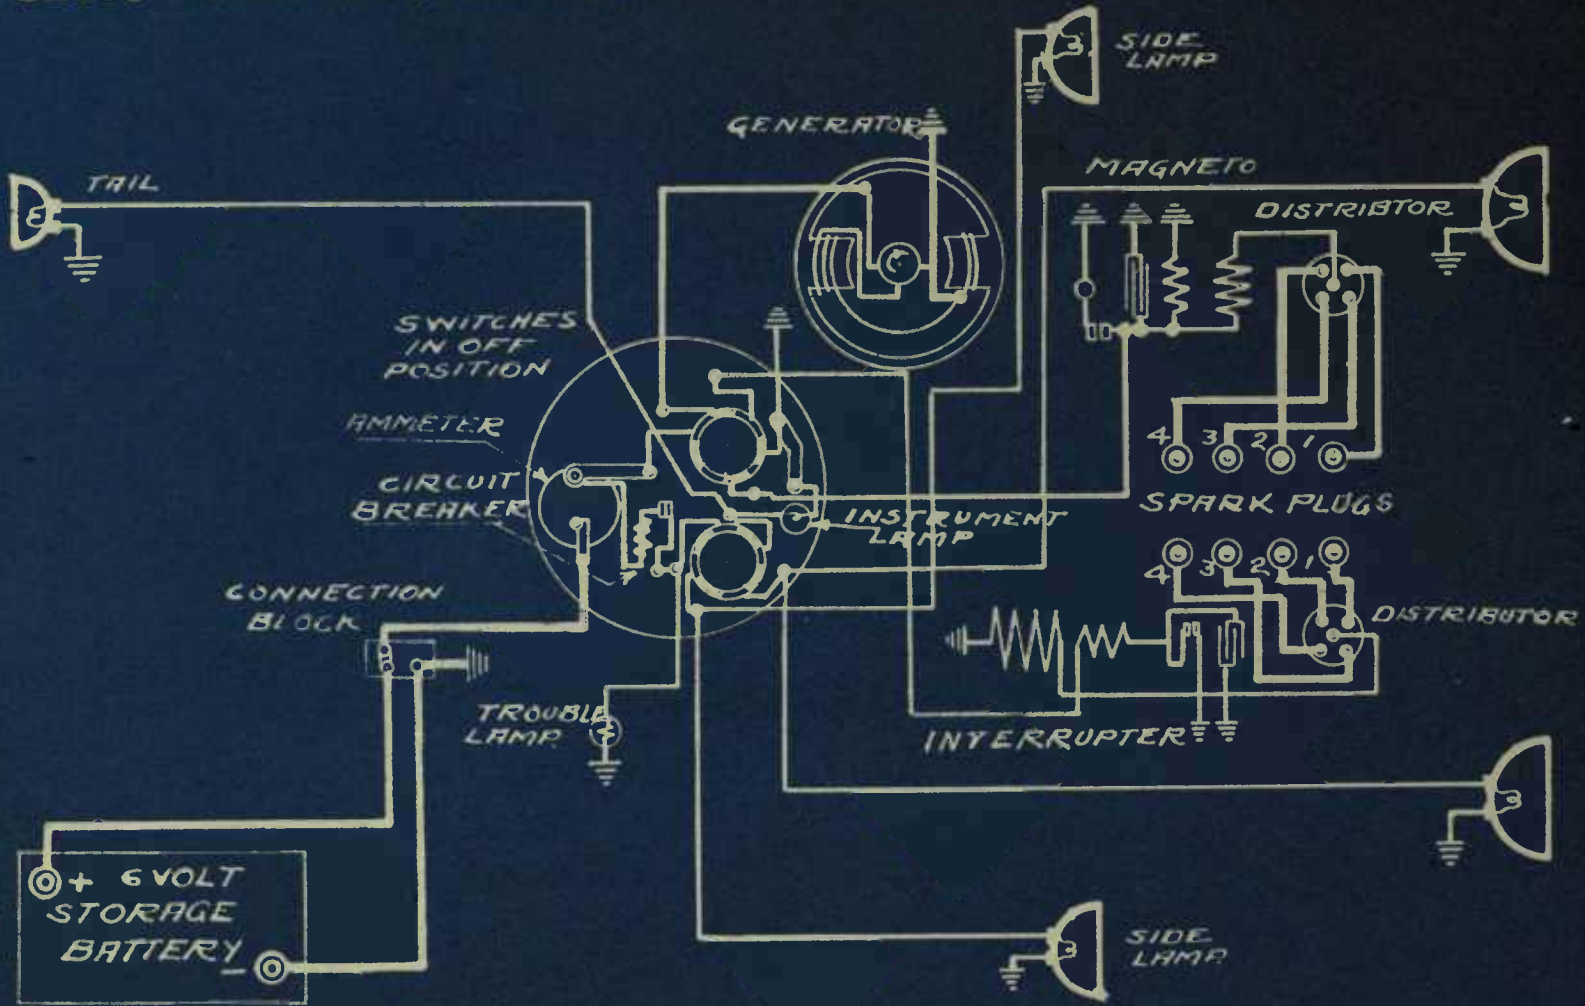 SIDE
LAMP
GENERATOR
MAGNETO
TAIL
DISTRIBTOR
SWITCHES
IN OFF
POSITION
AMMETER
4 3 2 1
CIRCUIT
BREAKER
SPARK PLUGS
INSTRUMENT
LAMP
4 3 2 1
CONNECTION
BLOCK
DISTRIBUTOR
TROUBLE
LAMP
INTERRUPTER
+ 6 VOLT
STORAGE
BATTERY
-
SIDE
LAMP